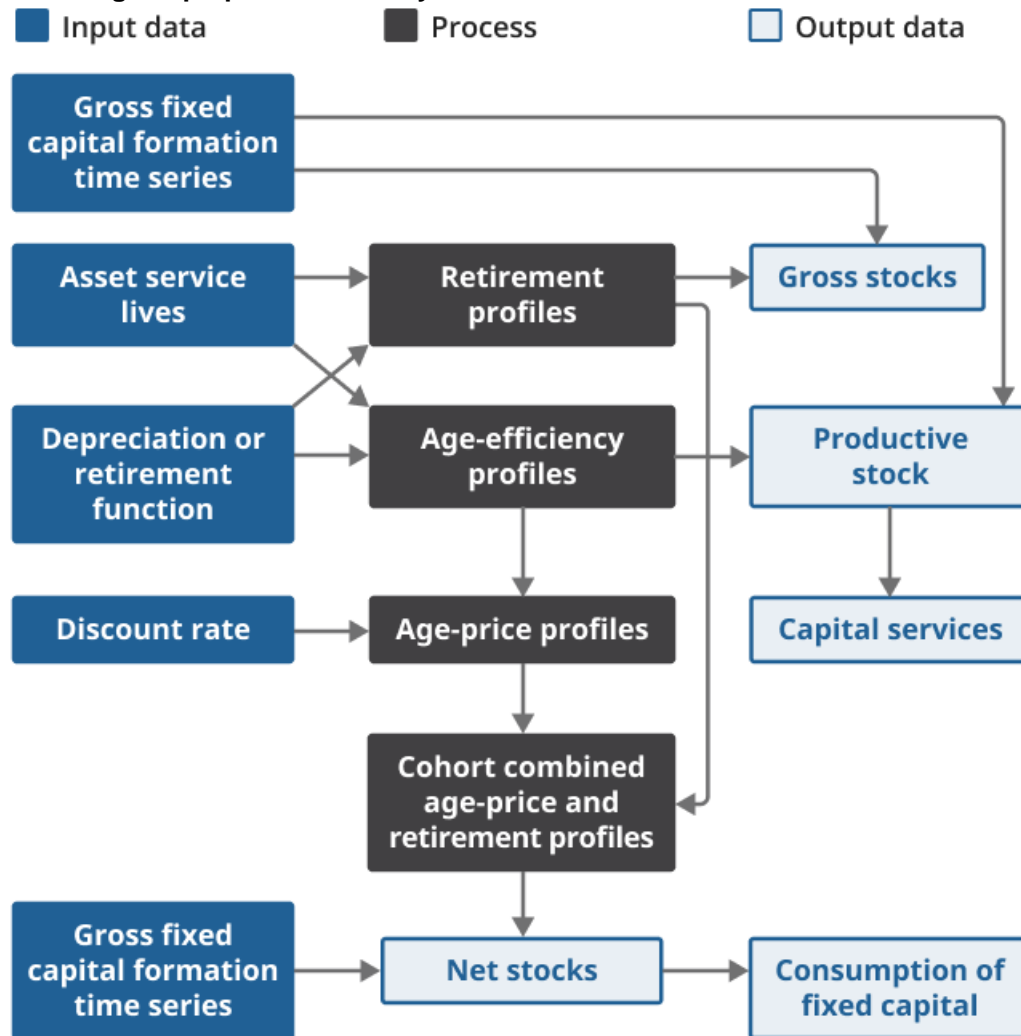 Input data
Process
Output data
Gross fixed
capital formation
time series
Asset service
lives
Retirement
profiles
Gross stocks
Depreciation or
retirement
function
Age-efficiency
profiles
Productive
stock
Discount rate
Age-price profiles
Capital services
Cohort combined
age-price and
retirement profiles
Gross fixed
capital formation
time series
Net stocks
Consumption of
fixed capital